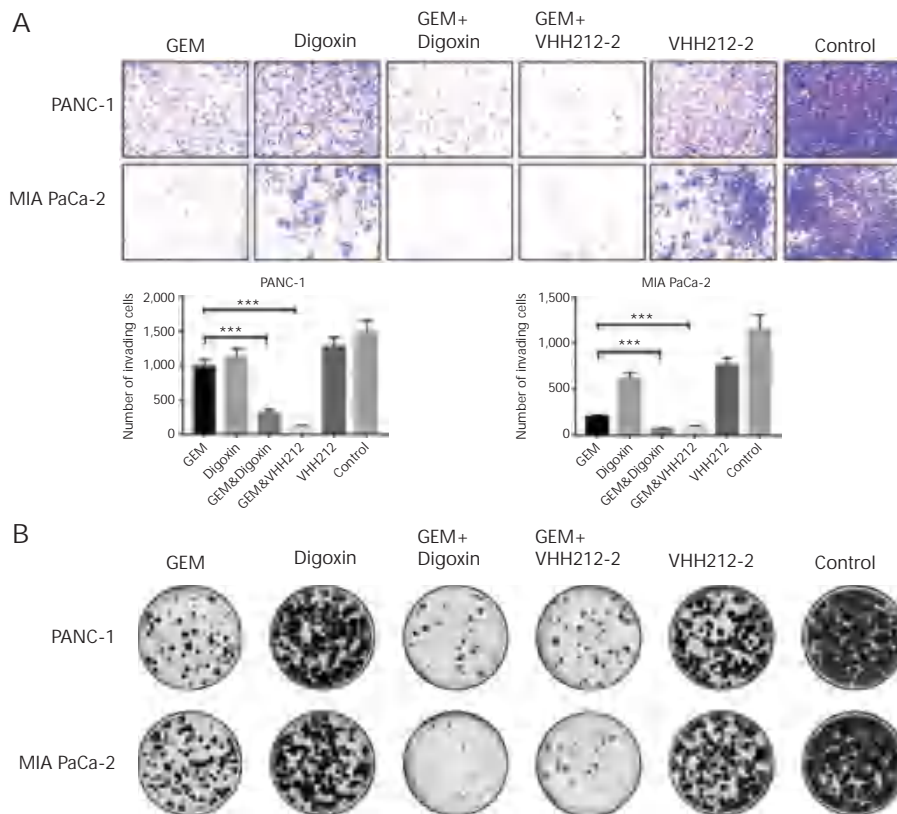 A
GEM
Digoxin
GEM+
Digoxin
GEM+
VHH212-2
VHH212-2
Control
PANC-1
MIA PaCa-2
PANC-1
Number of invading cells
2,000
1,500
1,000
500
0
***
***
GEM
Digoxin
GEM&Digoxin
GEM&VHH212
VHH212
Control
MIA PaCa-2
Number of invading cells
1,500
1,000
500
0
***
***
GEM
Digoxin
GEM&Digoxin
GEM&VHH212
VHH212
Control
B
GEM
Digoxin
GEM+
Digoxin
GEM+
VHH212-2
VHH212-2
Control
PANC-1
MIA PaCa-2